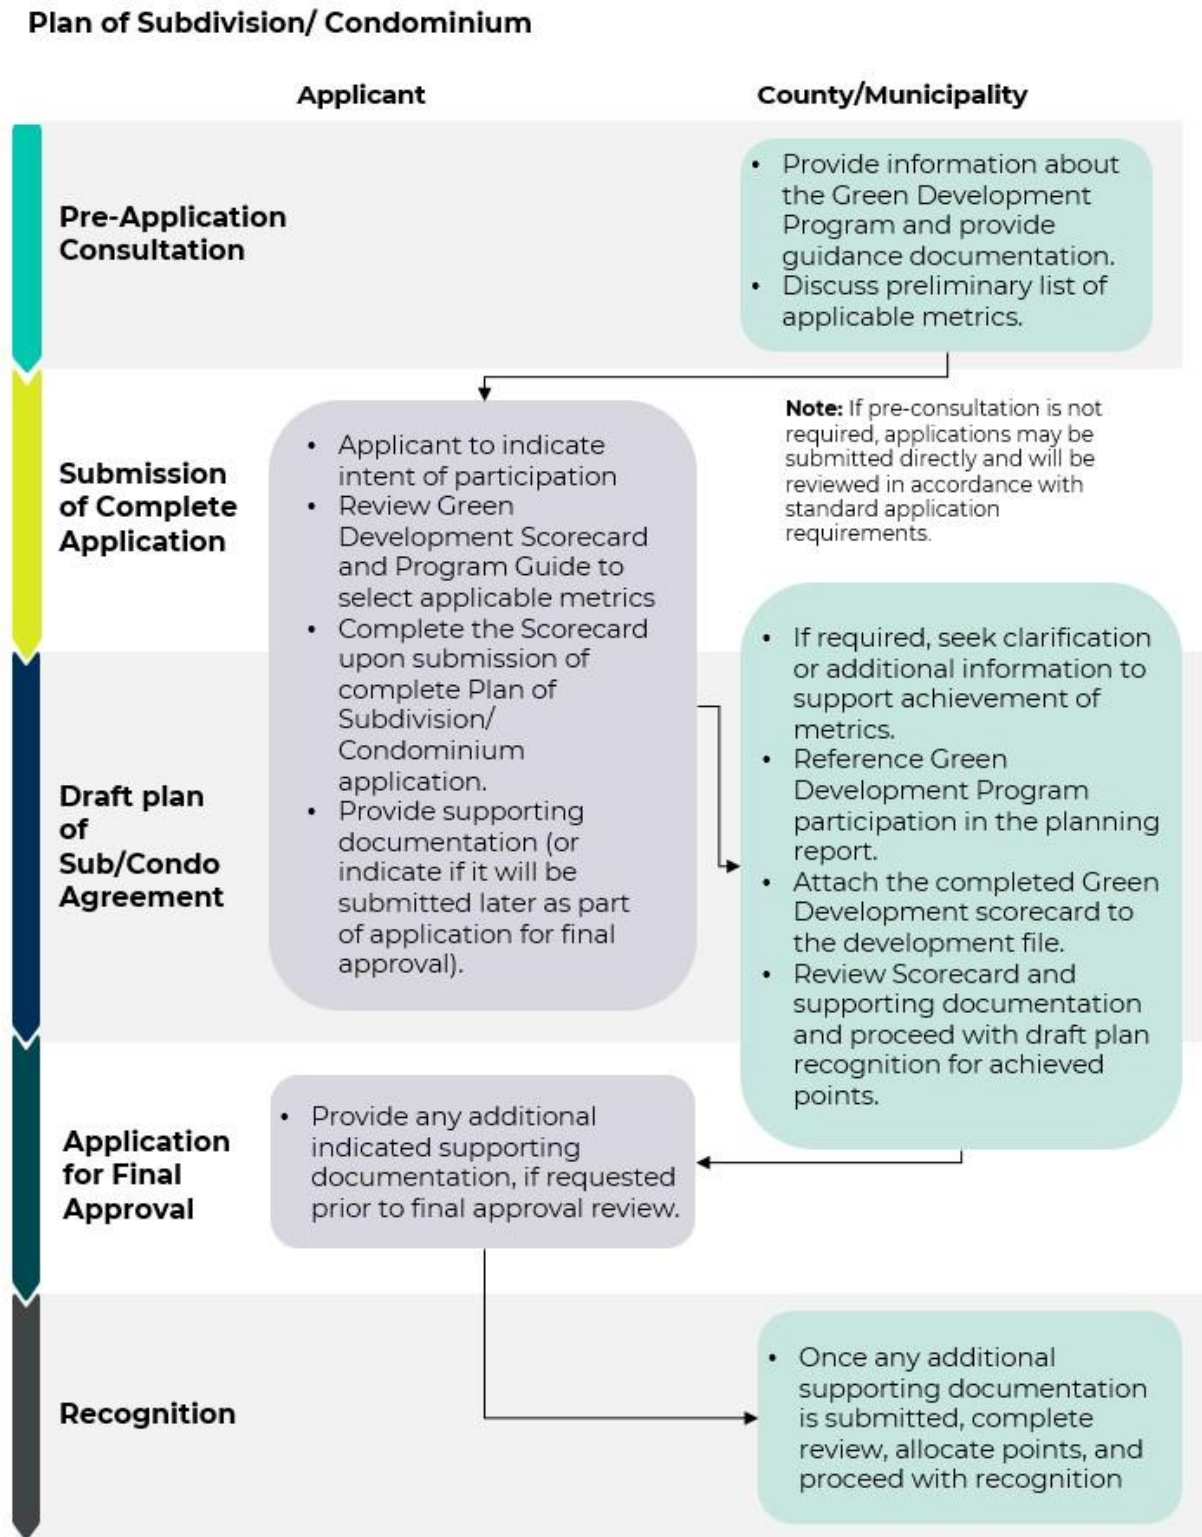 Plan of Subdivision/ Condominium
Applicant
County/Municipality
Pre-Application
Consultation
• Provide information about
the Green Development
Program and provide
guidance documentation.
• Discuss preliminary list of
applicable metrics.
Submission
of Complete
Application
• Applicant to indicate
intent of participation
• Review Green
Development Scorecard
and Program Guide to
select applicable metrics
• Complete the Scorecard
upon submission of
complete Plan of
Subdivision/
Condominium
application.
• Provide supporting
documentation (or
indicate if it will be
submitted later as part
of application for final
approval).
Note: If pre-consultation is not
required, applications may be
submitted directly and will be
reviewed in accordance with
standard application
requirements.
Draft plan
of
Sub/Condo
Agreement
• If required, seek clarification
or additional information to
support achievement of
metrics.
• Reference Green
Development Program
participation in the planning
report.
• Attach the completed Green
Development scorecard to
the development file.
• Review Scorecard and
supporting documentation
and proceed with draft plan
recognition for achieved
points.
Application
for Final
Approval
• Provide any additional
indicated supporting
documentation, if requested
prior to final approval review.
Recognition
• Once any additional
supporting documentation
is submitted, complete
review, allocate points, and
proceed with recognition